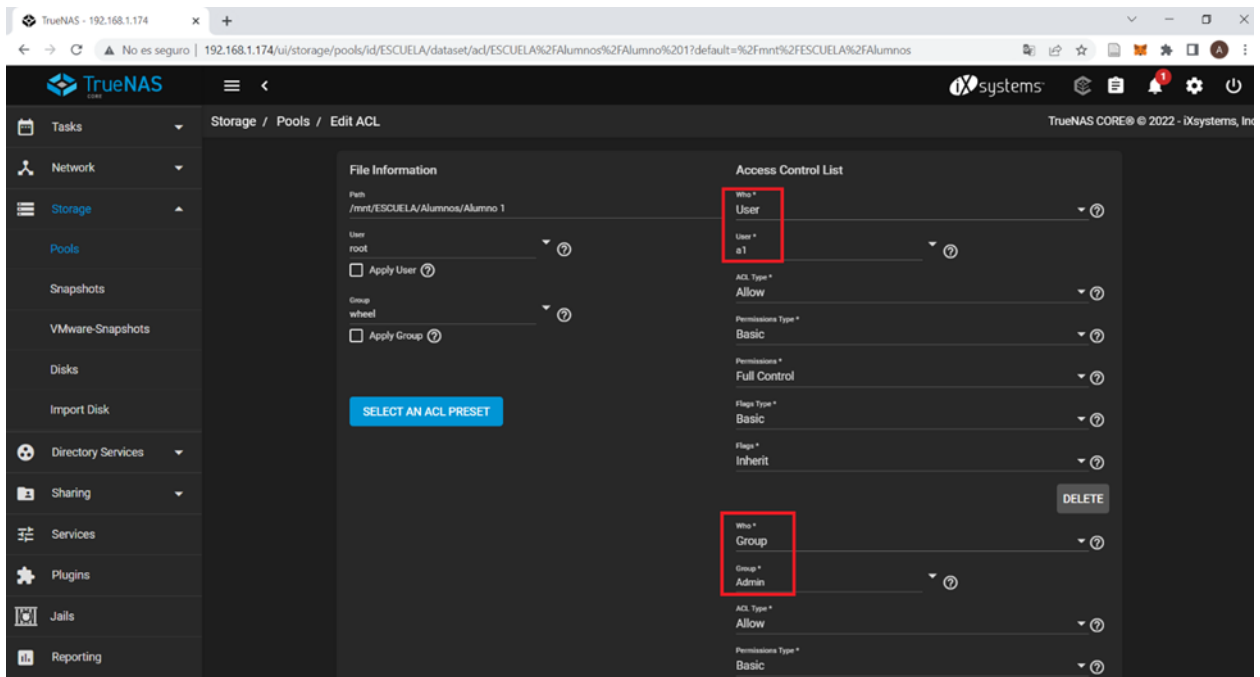 TrueNAS - 192.168.1.174
No es seguro | 192.168.1.174/ui/storage/pools/id/ESCUELA/dataset/acl/ESCUELA%2FAlumnos%2FAlumno%201?default=%2Fmnt%2FESCUELA%2FAlumnos
A
TrueNAS
CORE
iXsystems
1
Storage / Pools / Edit ACL
TrueNAS CORE® © 2022 - iXsystems, Inc
Tasks
Network
Storage
Pools
Snapshots
VMware-Snapshots
Disks
Import Disk
Directory Services
Sharing
Services
Plugins
Jails
Reporting
File Information
Path
/mnt/ESCUELA/Alumnos/Alumno 1
User
root
Apply User
Group
wheel
Apply Group
SELECT AN ACL PRESET
Access Control List
Who *
User
User *
a1
ACL Type *
Allow
Permissions Type *
Basic
Permissions *
Full Control
Flags Type *
Basic
Flags *
Inherit
DELETE
Who *
Group
Group *
Admin
ACL Type *
Allow
Permissions Type *
Basic